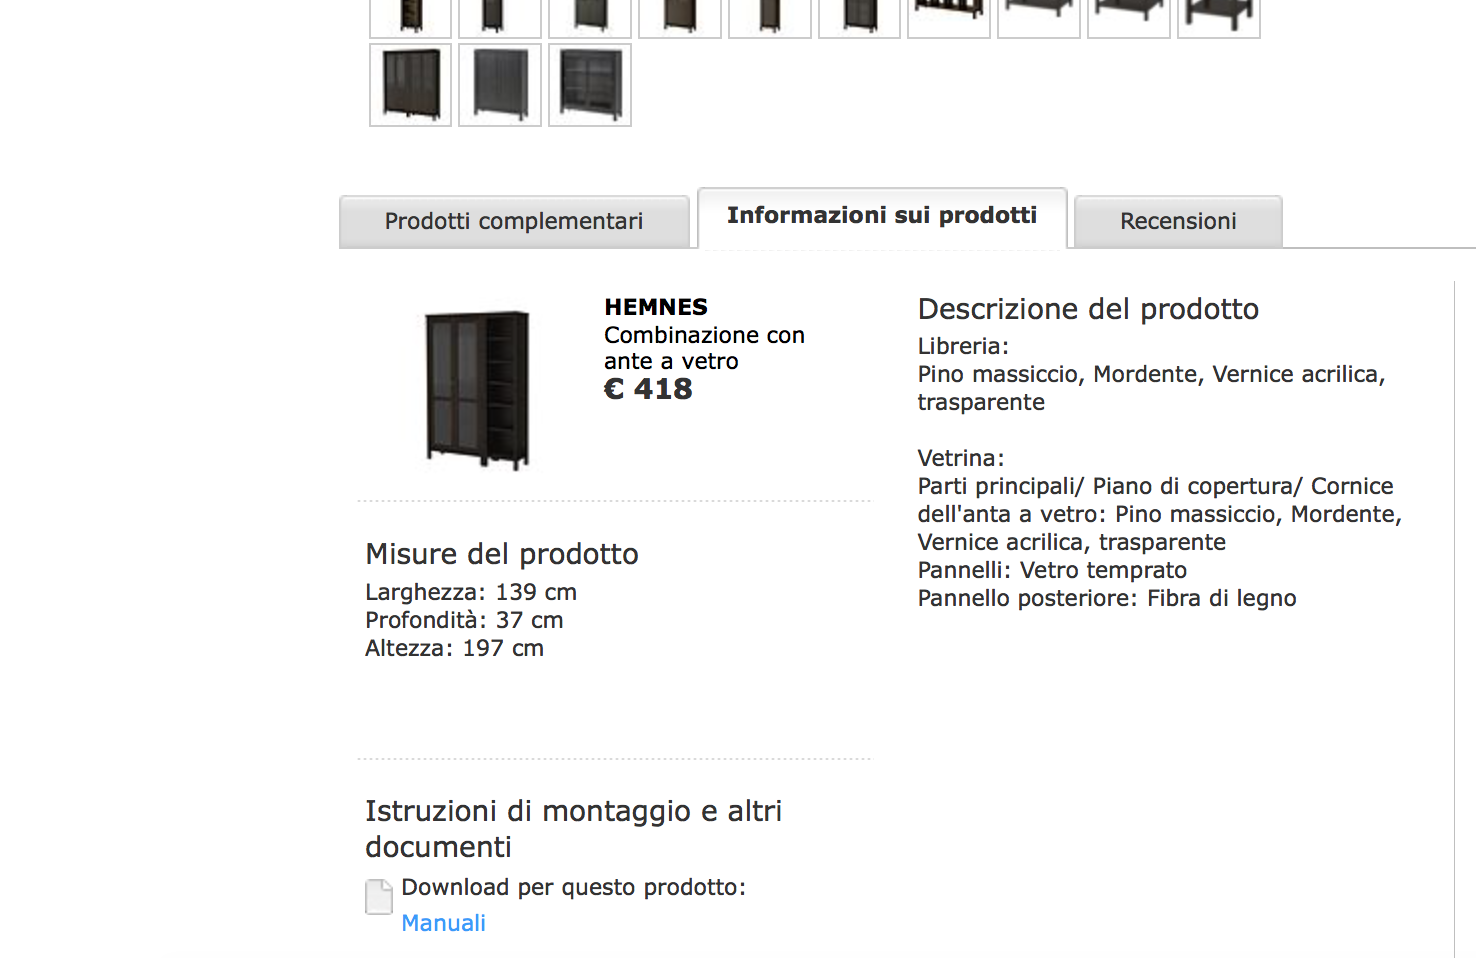 Prodotti complementari
Informazioni sui prodotti
Recensioni
HEMNES
Combinazione con
ante a vetro
€ 418
Misure del prodotto
Larghezza: 139 cm
Profondità: 37 cm
Altezza: 197 cm
Istruzioni di montaggio e altri
documenti
Download per questo prodotto:
Manuali
Descrizione del prodotto
Libreria:
Pino massiccio, Mordente, Vernice acrilica,
trasparente
Vetrina:
Parti principali/ Piano di copertura/ Cornice
dell'anta a vetro: Pino massiccio, Mordente,
Vernice acrilica, trasparente
Pannelli: Vetro temprato
Pannello posteriore: Fibra di legno